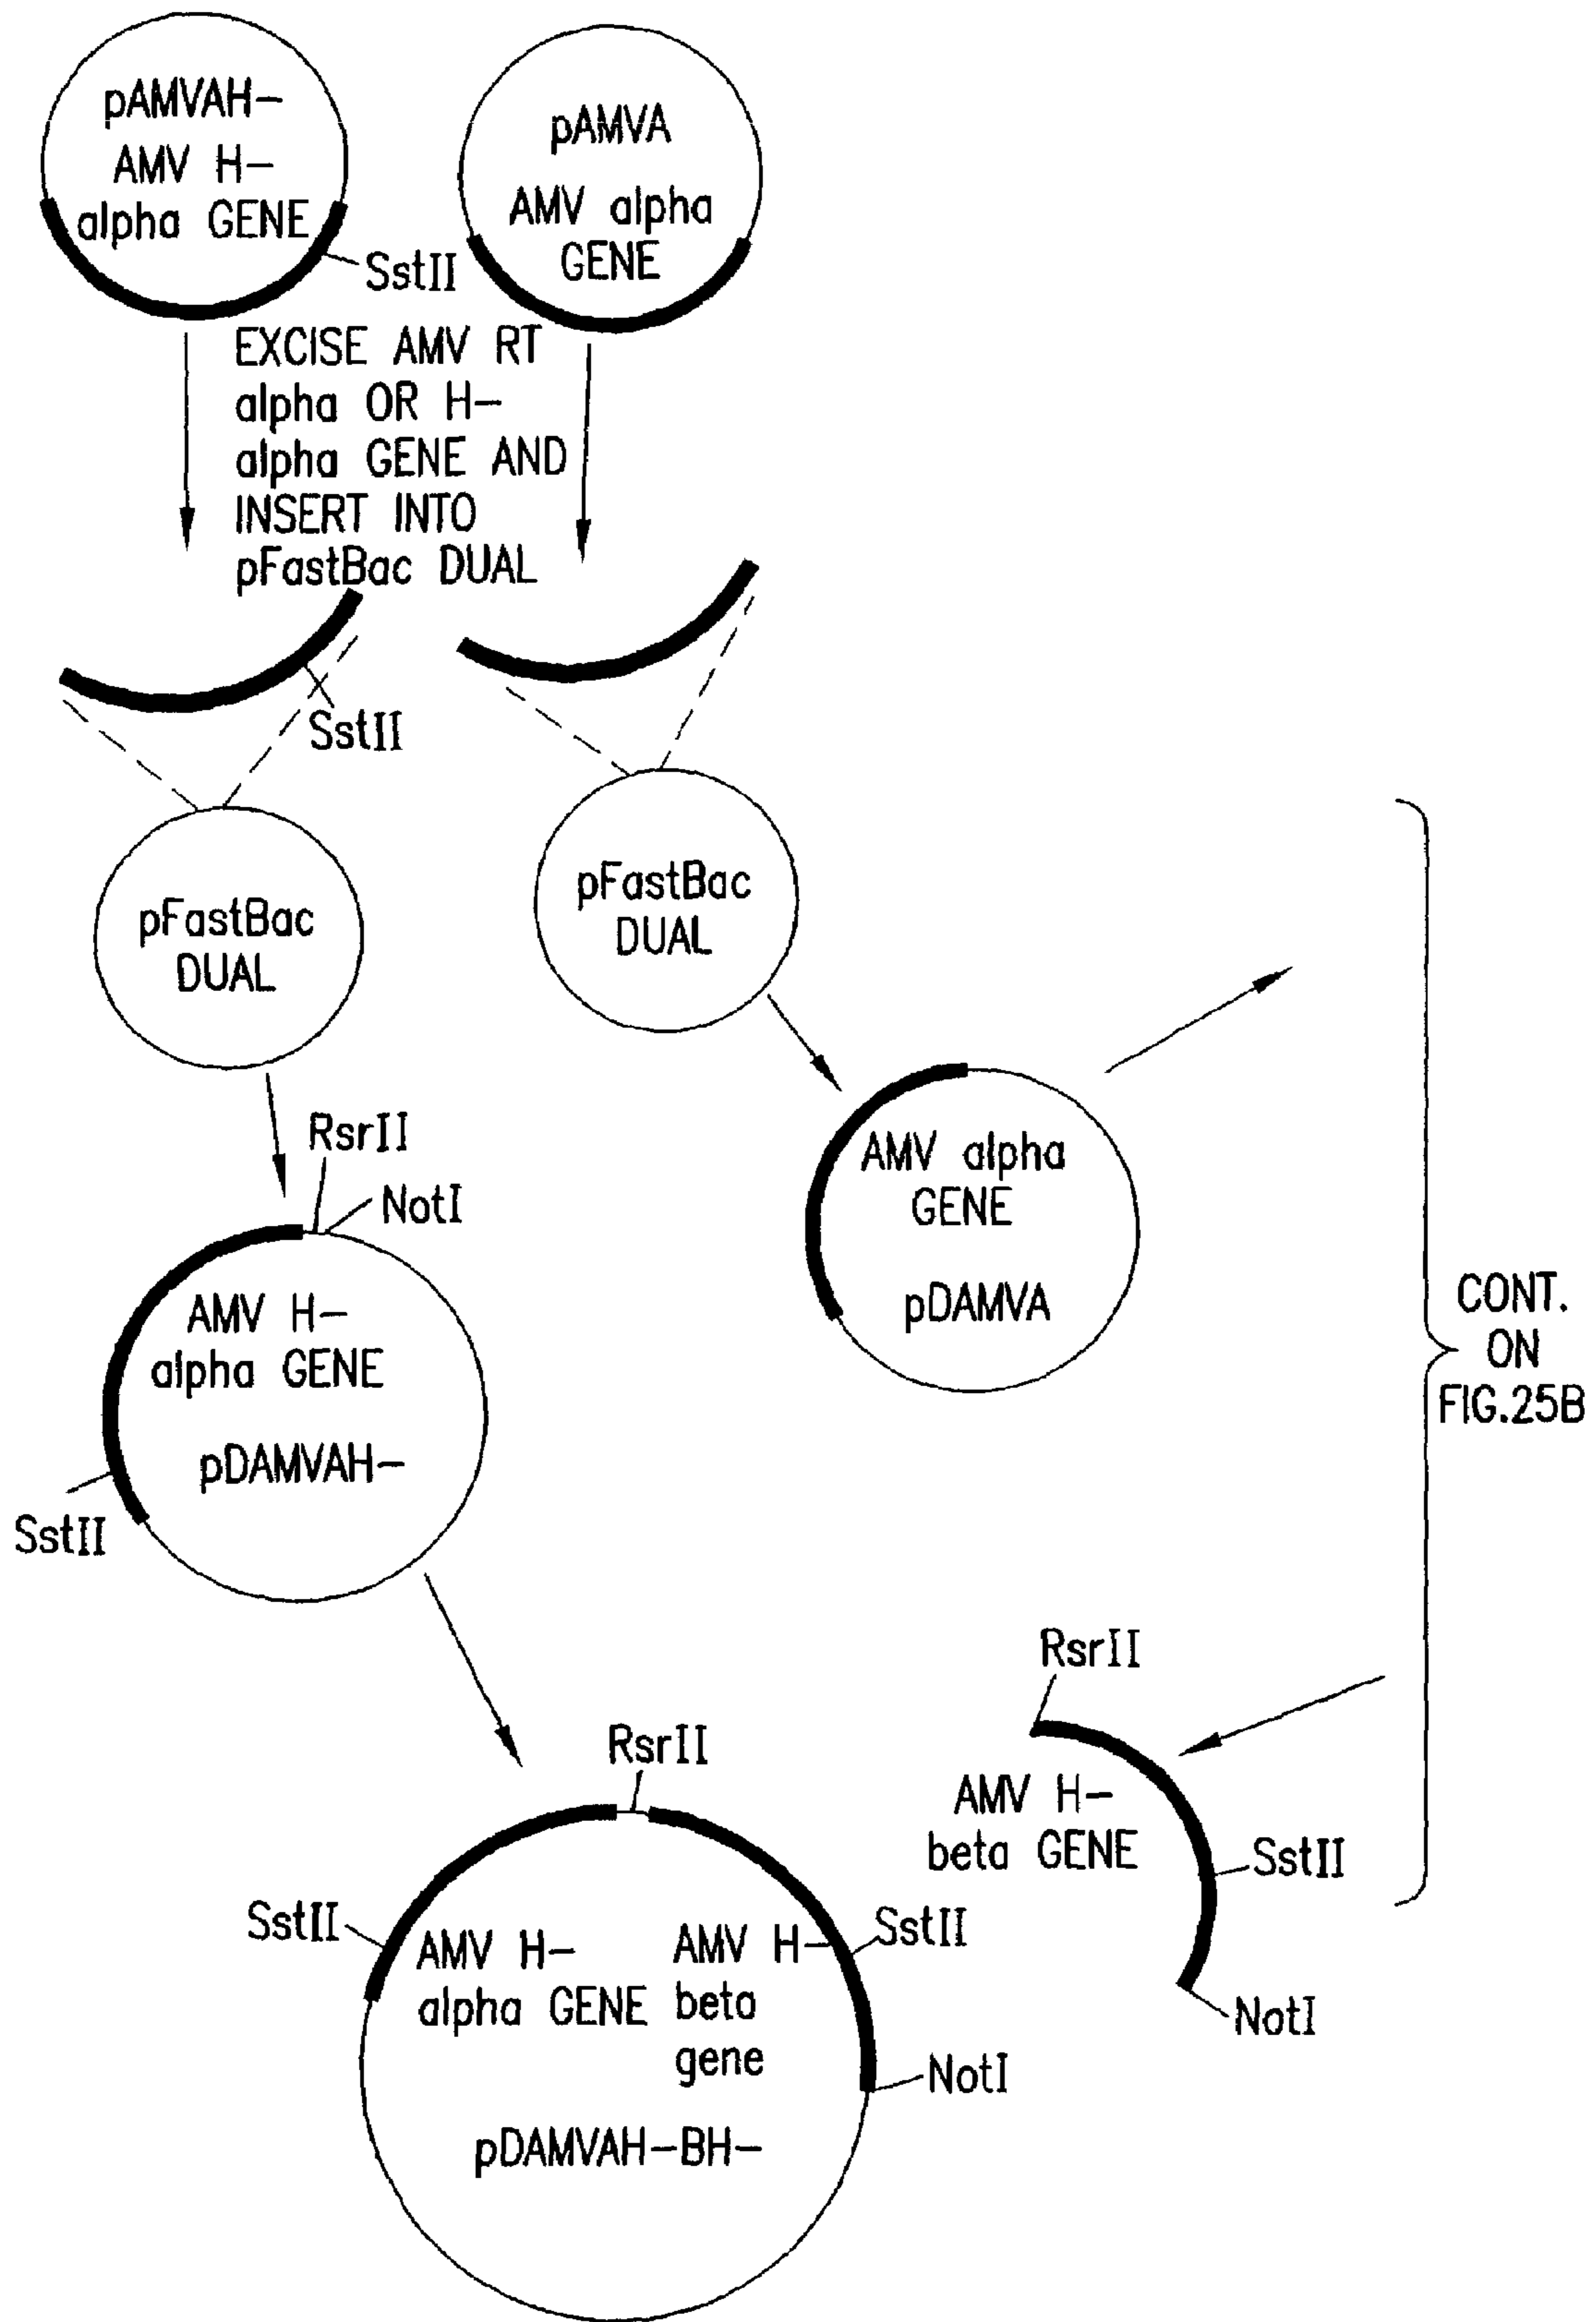 pAMVAH–
AMV H–
alpha GENE
SstII
pAMVA
AMV alpha
GENE
EXCISE AMV RT
alpha OR H–
alpha GENE AND
INSERT INTO
pFastBac DUAL
SstII
pFastBac
DUAL
pFastBac
DUAL
RsrII
NotI
AMV H–
alpha GENE
pDAMVAH–
SstII
AMV alpha
GENE
pDAMVA
CONT.
ON
FIG.25B
RsrII
AMV H–
beta GENE
SstII
NotI
RsrII
SstII
AMV H–
alpha GENE
AMV H–
beta
gene
SstII
NotI
pDAMVAH–BH–